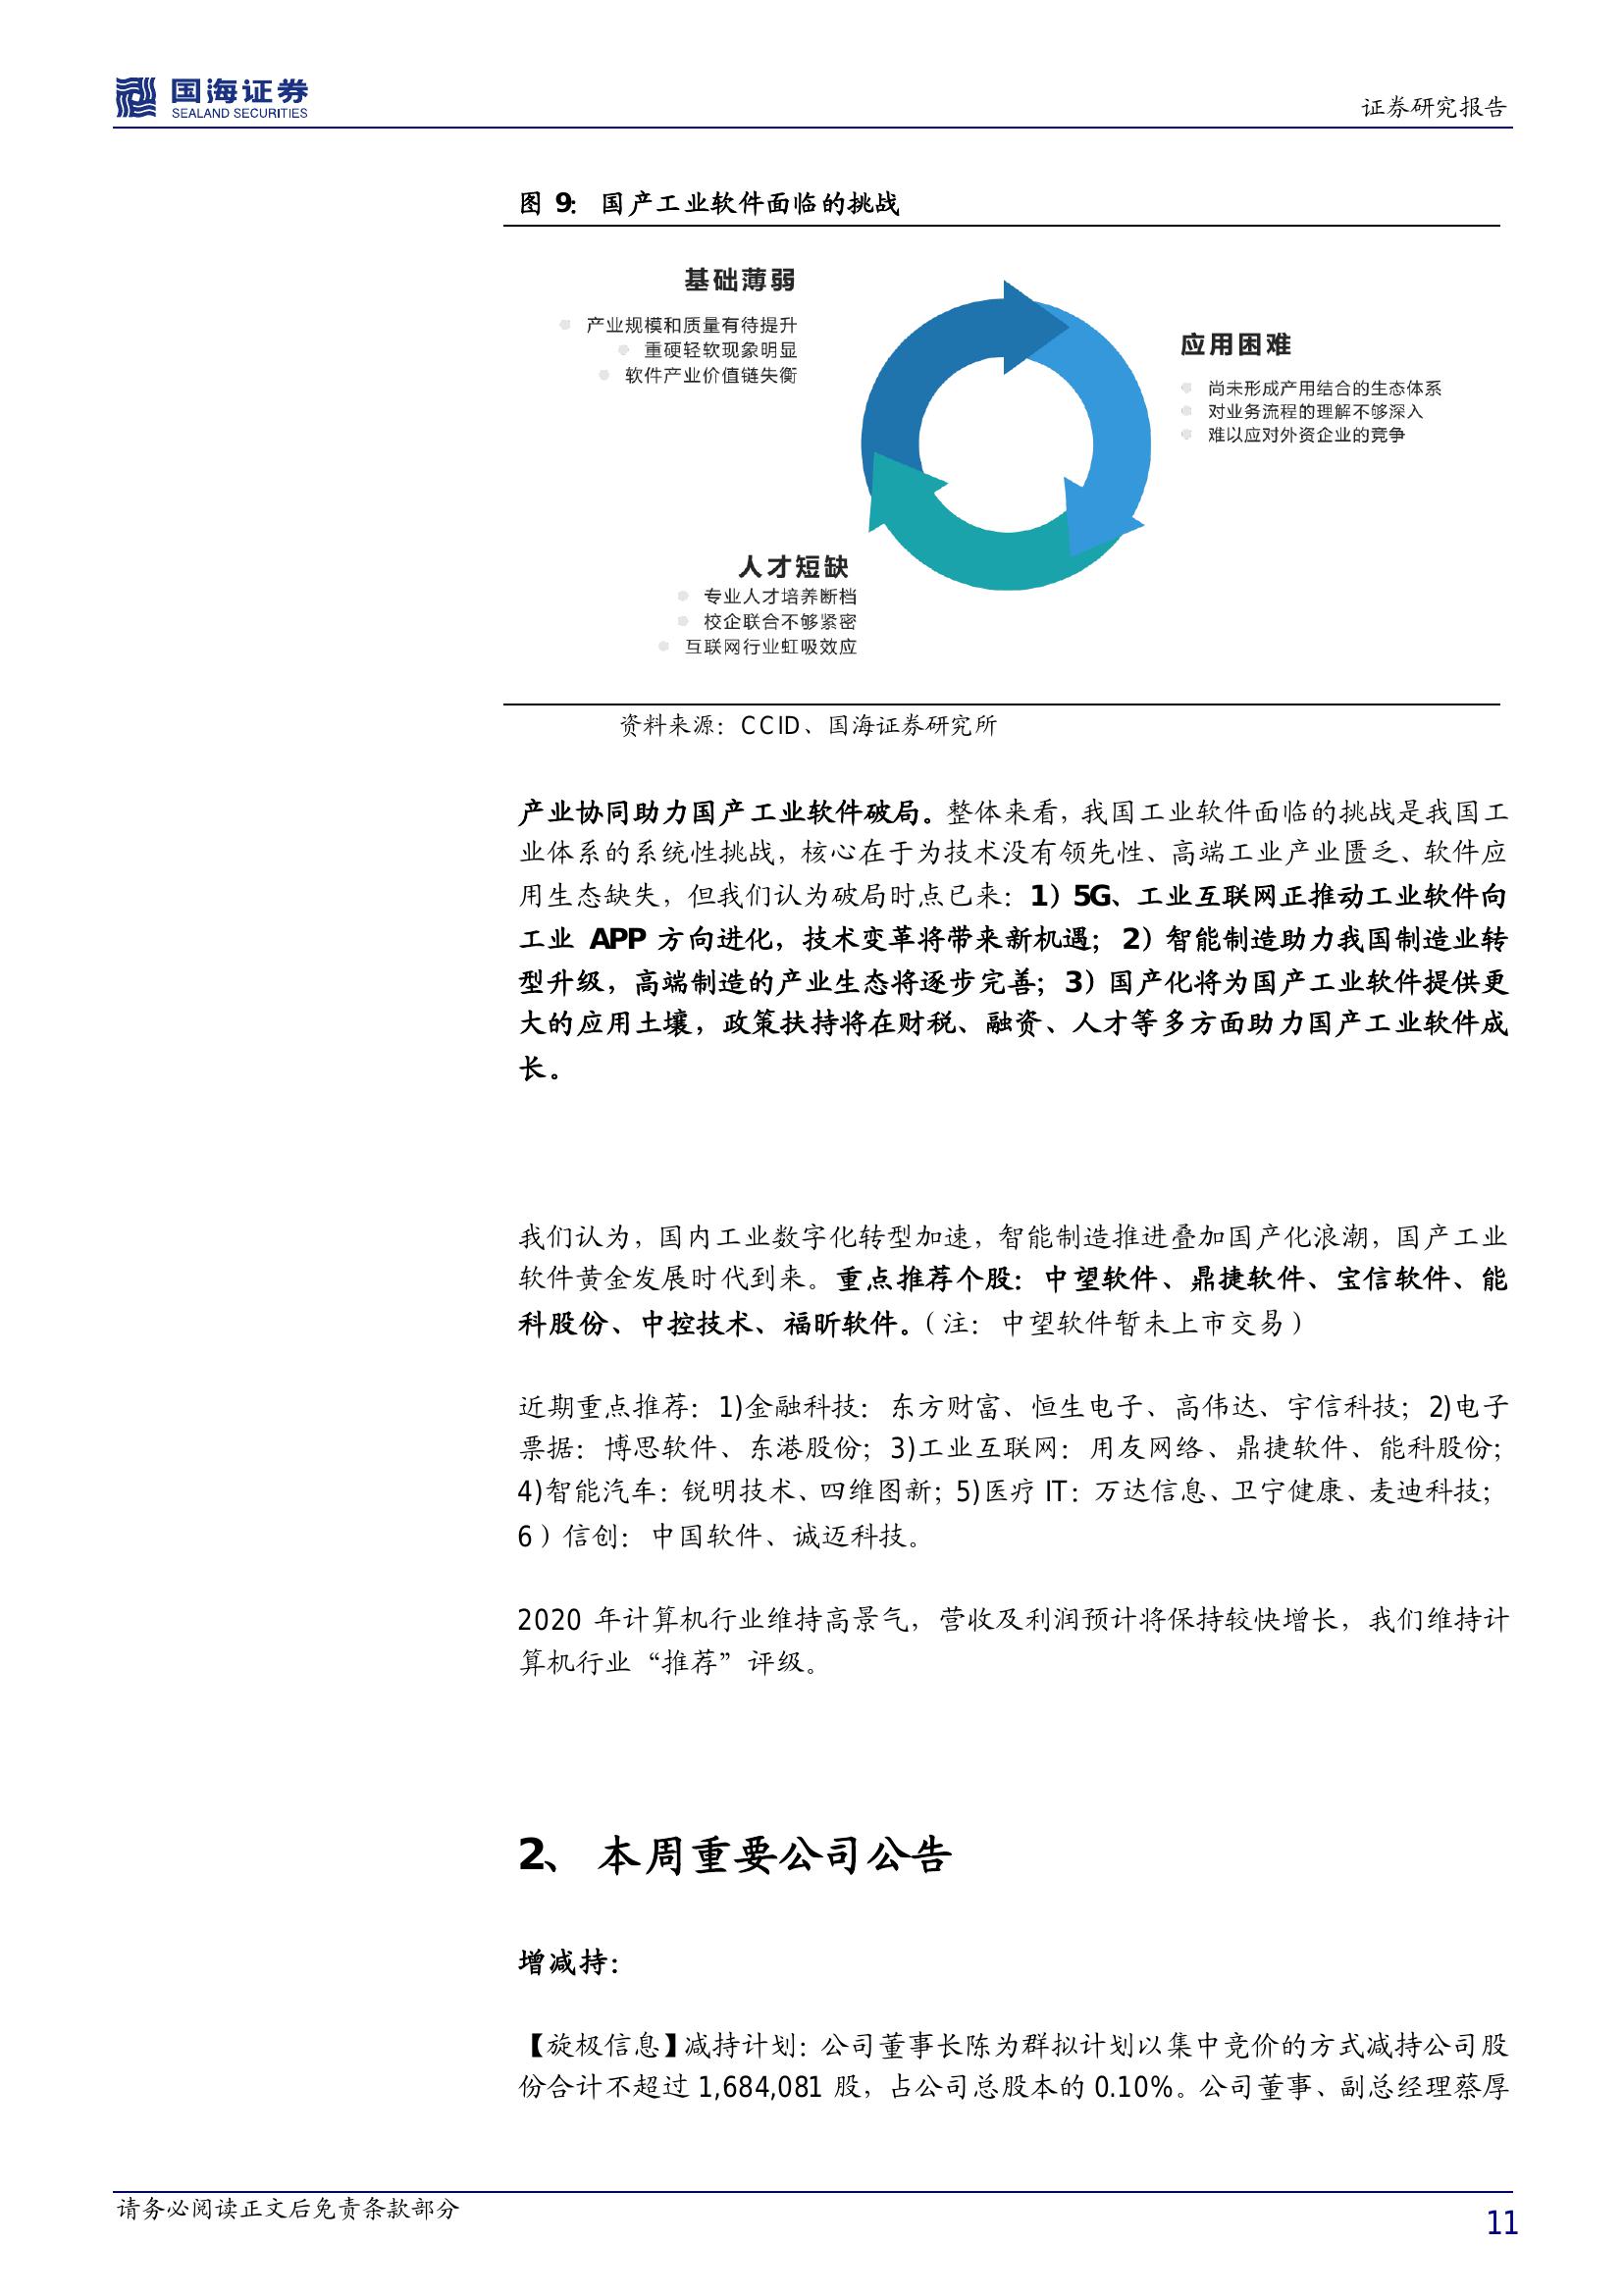 国海证券
SEALAND SECURITIES
证券研究报告
图 9： 国产工业软件面临的挑战
基础薄弱
产业规模和质量有待提升
重硬轻软现象明显
软件产业价值链失衡
应用困难
尚未形成产用结合的生态体系
对业务流程的理解不够深入
难以应对外资企业的竞争
人才短缺
专业人才培养断档
校企联合不够紧密
互联网行业虹吸效应
资料来源：CCID、国海证券研究所
产业协同助力国产工业软件破局。整体来看，我国工业软件面临的挑战是我国工
业体系的系统性挑战，核心在于为技术没有领先性、高端工业产业匮乏、软件应
用生态缺失，但我们认为破局时点已来：1）5G、工业互联网正推动工业软件向
工业 APP 方向进化，技术变革将带来新机遇；2）智能制造助力我国制造业转
型升级，高端制造的产业生态将逐步完善；3）国产化将为国产工业软件提供更
大的应用土壤，政策扶持将在财税、融资、人才等多方面助力国产工业软件成
长。
我们认为，国内工业数字化转型加速，智能制造推进叠加国产化浪潮，国产工业
软件黄金发展时代到来。重点推荐个股：中望软件、鼎捷软件、宝信软件、能
科股份、中控技术、福昕软件。（注：中望软件暂未上市交易）
近期重点推荐：1)金融科技：东方财富、恒生电子、高伟达、宇信科技；2)电子
票据：博思软件、东港股份；3)工业互联网：用友网络、鼎捷软件、能科股份；
4)智能汽车：锐明技术、四维图新；5)医疗 IT：万达信息、卫宁健康、麦迪科技；
6）信创：中国软件、诚迈科技。
2020 年计算机行业维持高景气，营收及利润预计将保持较快增长，我们维持计
算机行业“推荐”评级。
2、 本周重要公司公告
增减持：
【旋极信息】减持计划：公司董事长陈为群拟计划以集中竞价的方式减持公司股
份合计不超过 1,684,081 股，占公司总股本的 0.10%。公司董事、副总经理蔡厚
请务必阅读正文后免责条款部分
11